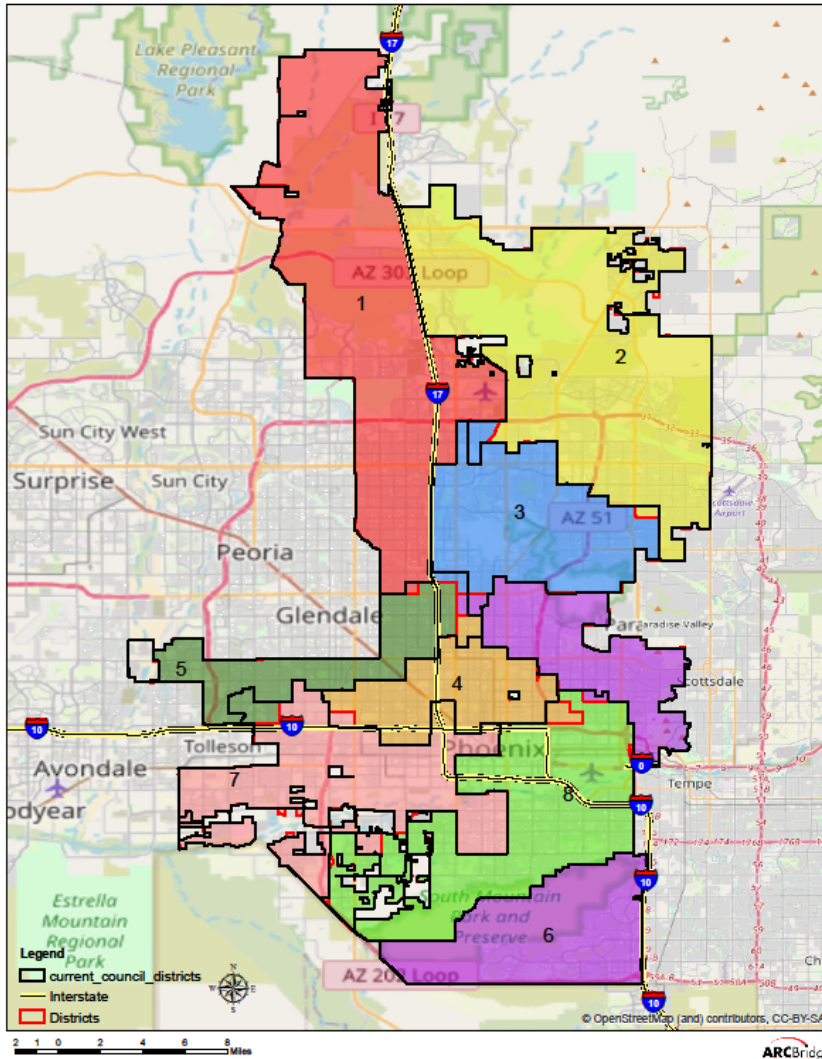 17
Lake Pleasant
Regional
Park
AZ 30
Loop
1
2
17
Sun City West
Surprise
Sun City
3
AZ 51
Scottsdale
Airport
Peoria
Glendale
Paradise Valley
5
4
Scottsdale
10
10
Tolleson
Phoenix
Avondale
7
8
Tempe
10
odyear
10
Estrella
Mountain
Regional
Park
South Mountain
Park and
Preserve
6
AZ 202 Loop
10
Legend
current_council_districts
Interstate
Districts
N
W
E
S
© OpenStreetMap (and) contributors, CC-BY-SA
2 1 0 2 4 6 8
Miles
ARCBridg